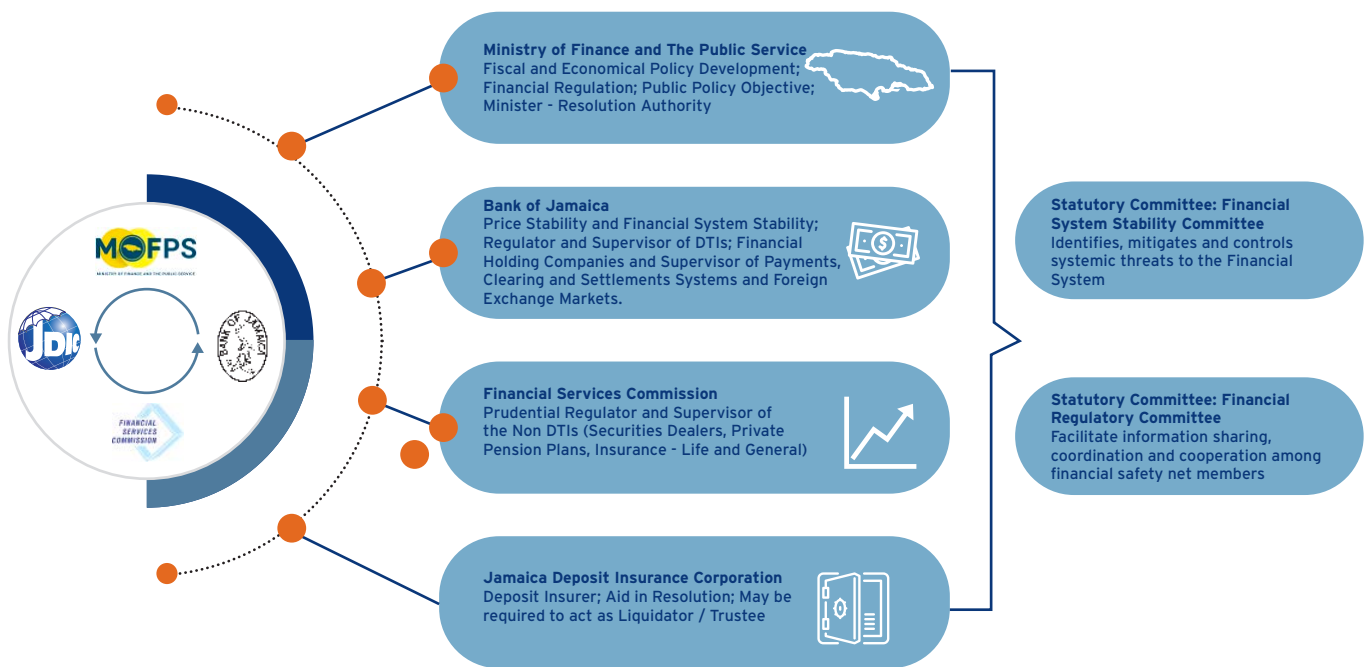 MOFPS
MINISTRY OF FINANCE AND THE PUBLIC SERVICE
JDIC
BANK OF JAMAICA
FINANCIAL
SERVICES
COMMISSION
Ministry of Finance and The Public Service
Fiscal and Economical Policy Development;
Financial Regulation; Public Policy Objective;
Minister - Resolution Authority
Bank of Jamaica
Price Stability and Financial System Stability;
Regulator and Supervisor of DTIs; Financial
Holding Companies and Supervisor of Payments,
Clearing and Settlements Systems and Foreign
Exchange Markets.
$
Financial Services Commission
Prudential Regulator and Supervisor of
the Non DTIs (Securities Dealers, Private
Pension Plans, Insurance - Life and General)
Jamaica Deposit Insurance Corporation
Deposit Insurer; Aid in Resolution; May be
required to act as Liquidator / Trustee
Statutory Committee: Financial
System Stability Committee
Identifies, mitigates and controls
systemic threats to the Financial
System
Statutory Committee: Financial
Regulatory Committee
Facilitate information sharing,
coordination and cooperation among
financial safety net members